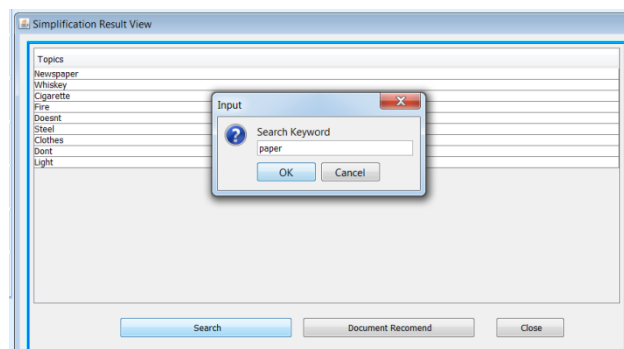 Simplification Result View
Topics
Newspaper
Whiskey
Cigarette
Fire
Doesnt
Steel
Clothes
Dont
Light
Input
Search Keyword
paper
OK Cancel
Search Document Recomend Close